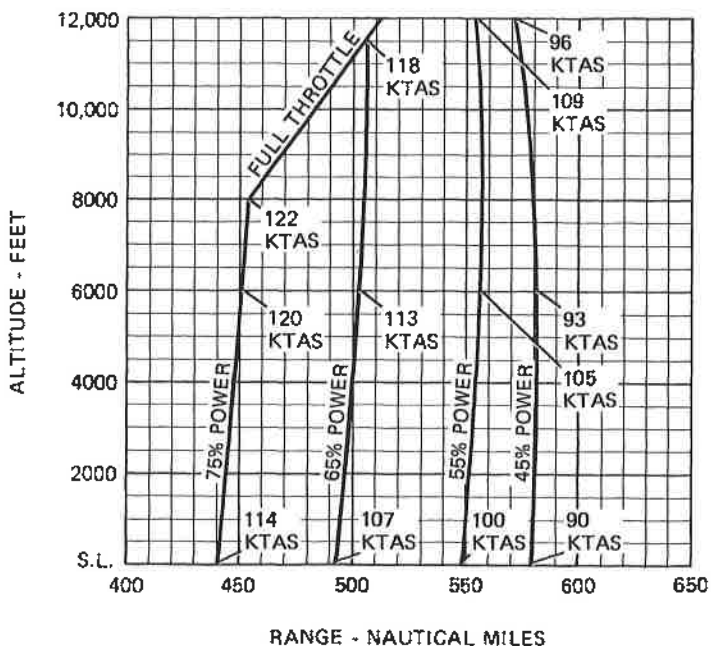 12,000
10,000
8000
6000
4000
2000
S.L.
ALTITUDE - FEET
FULL THROTTLE
118
KTAS
96
KTAS
109
KTAS
122
KTAS
120
KTAS
113
KTAS
93
KTAS
105
KTAS
75% POWER
65% POWER
55% POWER
45% POWER
114
KTAS
107
KTAS
100
KTAS
90
KTAS
400
450
500
550
600
650
RANGE - NAUTICAL MILES